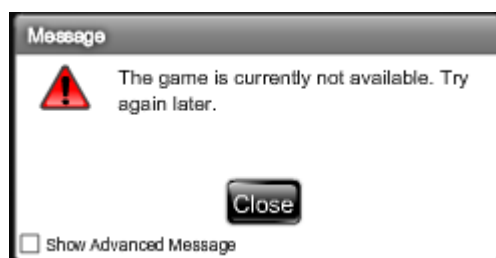 Message
The game is currently not available. Try
again later.
Close
Show Advanced Message